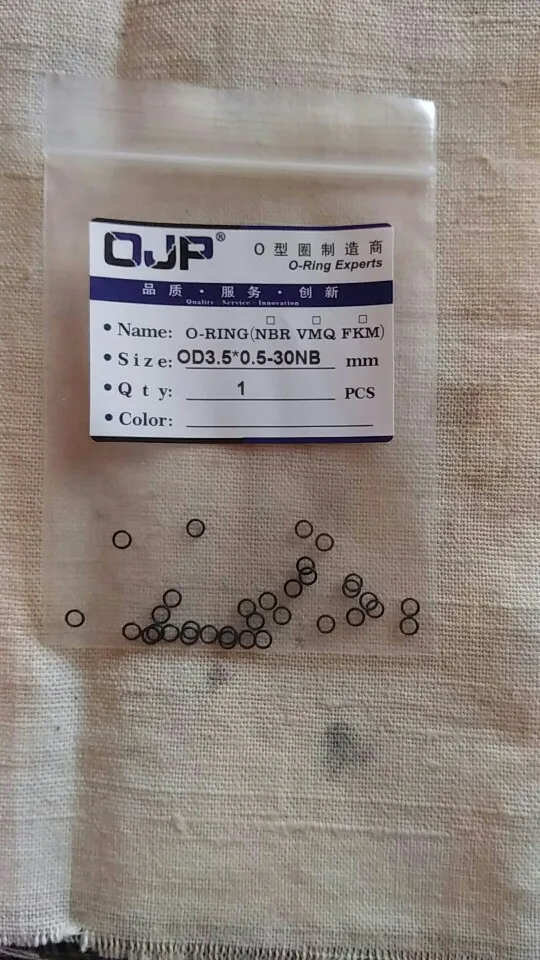 OJP®
O型圈制造商
O-Ring Experts
品质·服务·创新
Quality · Service · Innovation
• Name: O-RING(□NBR □VMQ □FKM)
• Size: OD3.5*0.5-30NB mm
• Qty: 1 PCS
• Color: